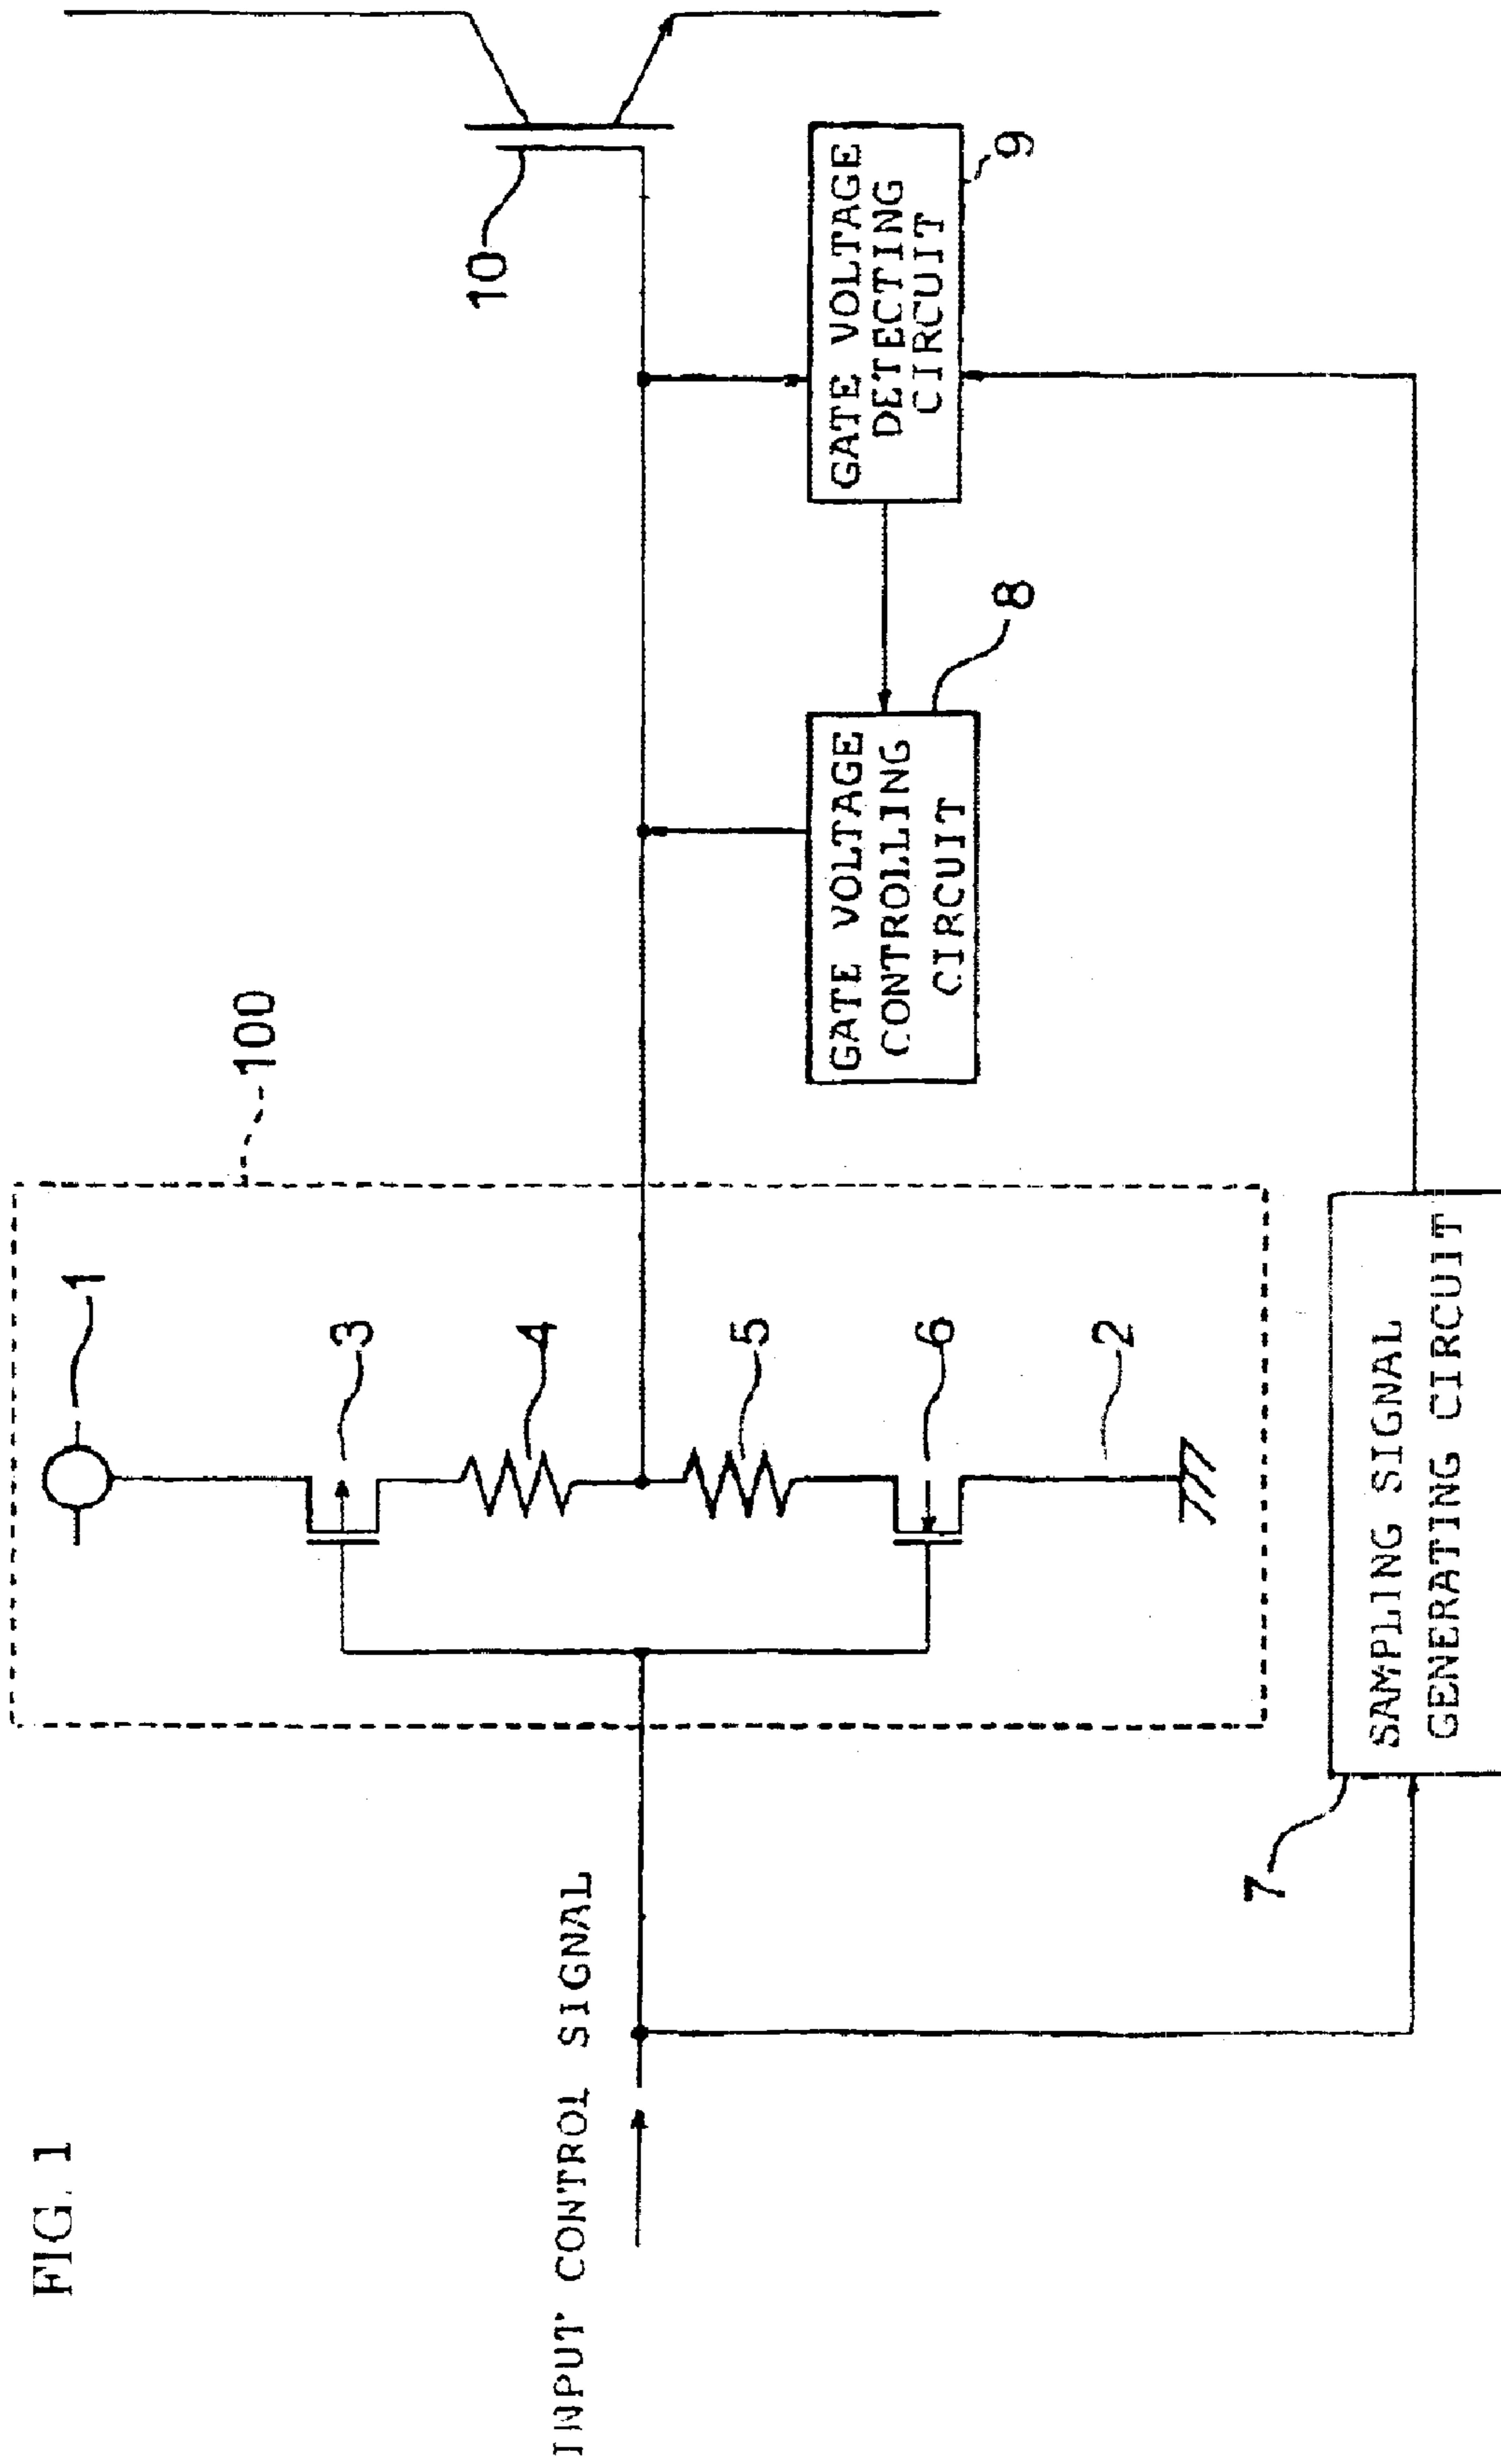 FIG. 1
INPUT CONTROL SIGNAL
100
1
3
4
5
6
2
10
GATE VOLTAGE
CONTROLLING
CIRCUIT
8
GATE VOLTAGE
DETECTING
CIRCUIT
9
7
SAMPLING SIGNAL
GENERATING CIRCUIT